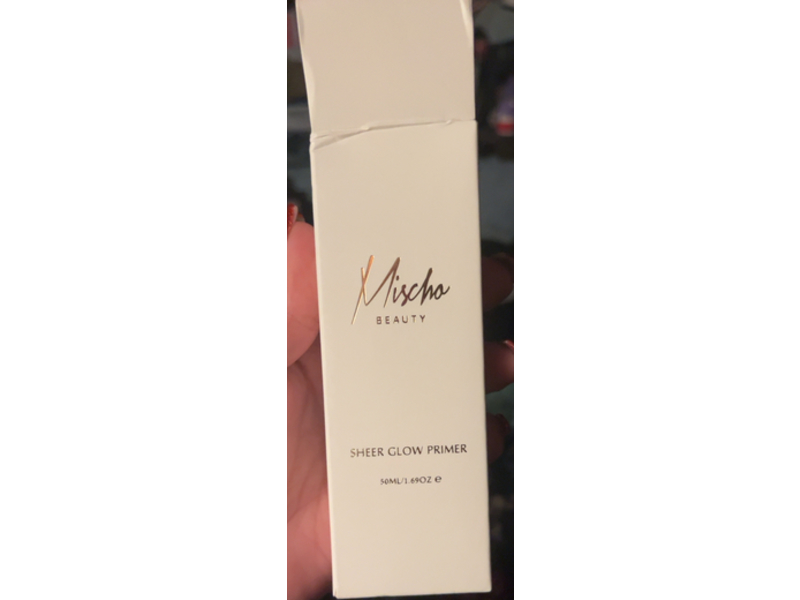 Mischo
BEAUTY
SHEER GLOW PRIMER
50ML/1.69OZ ℮